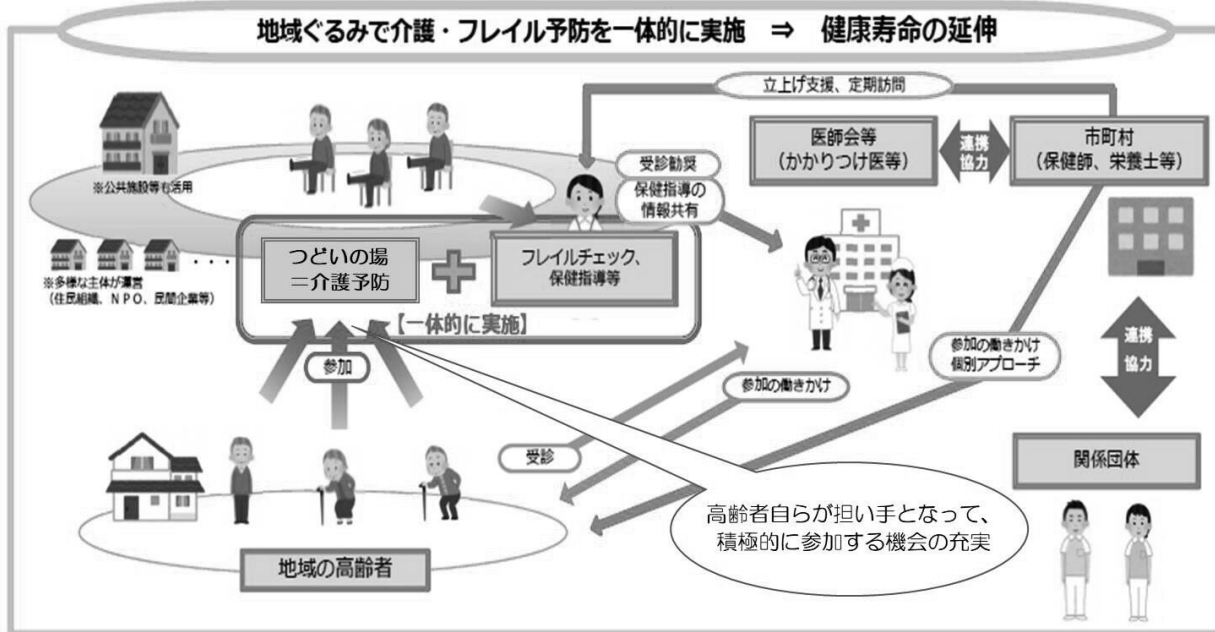 地域ぐるみで介護・フレイル予防を一体的に実施 ⇒ 健康寿命の延伸
立上げ支援、定期訪問
医師会等
(かかりつけ医等)
連携
協力
市町村
(保健師、栄養士等)
※公共施設等も活用
受診勧奨
保健指導の
情報共有
つどいの場
=介護予防
フレイルチェック、
保健指導等
※多様な主体が運営
(住民組織、NPO、民間企業等)
【一体的に実施】
参加
参加の働きかけ
個別アプローチ
連携
協力
参加の働きかけ
受診
関係団体
高齢者自らが担い手となって、
積極的に参加する機会の充実
地域の高齢者